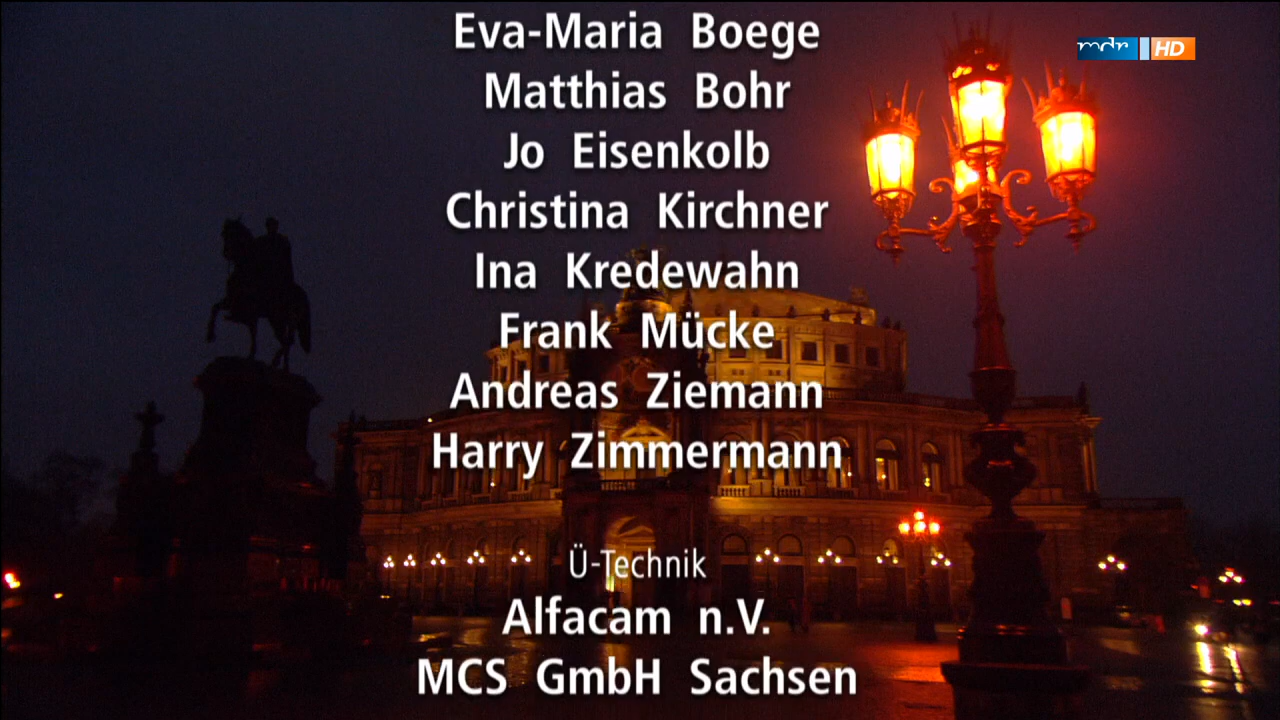 Eva-Maria Boege
mdr HD
Matthias Bohr
Jo Eisenkolb
Christina Kirchner
Ina Kredewahn
Frank Mücke
Andreas Ziemann
Harry Zimmermann
Ü-Technik
Alfacam n.V.
MCS GmbH Sachsen